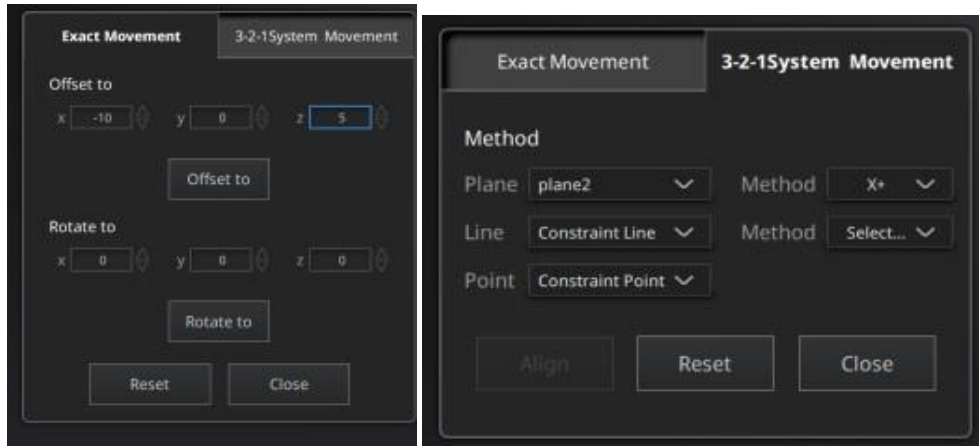 Exact Movement 3-2-1System Movement
Offset to
x -10 y 0 z 5
Offset to
Rotate to
x 0 y 0 z 0
Rotate to
Reset Close
Exact Movement 3-2-1System Movement
Method
Plane plane2 Method X+
Line Constraint Line Method Select...
Point Constraint Point
Align Reset Close